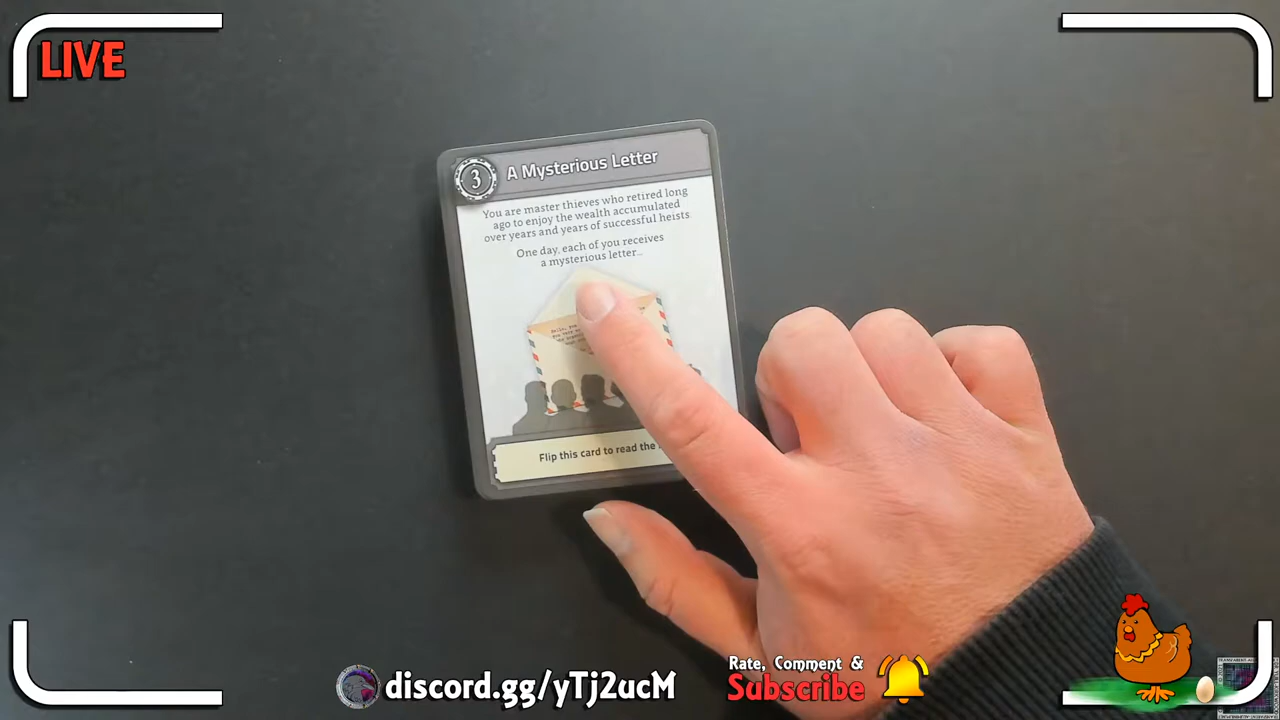 LIVE
3
A Mysterious Letter
You are master thieves who retired long
ago to enjoy the wealth accumulated
over years and years of successful heists
One day, each of you receives
a mysterious letter...
Flip this card to read the
discord.gg/yTj2ucM
Rate, Comment &
Subscribe